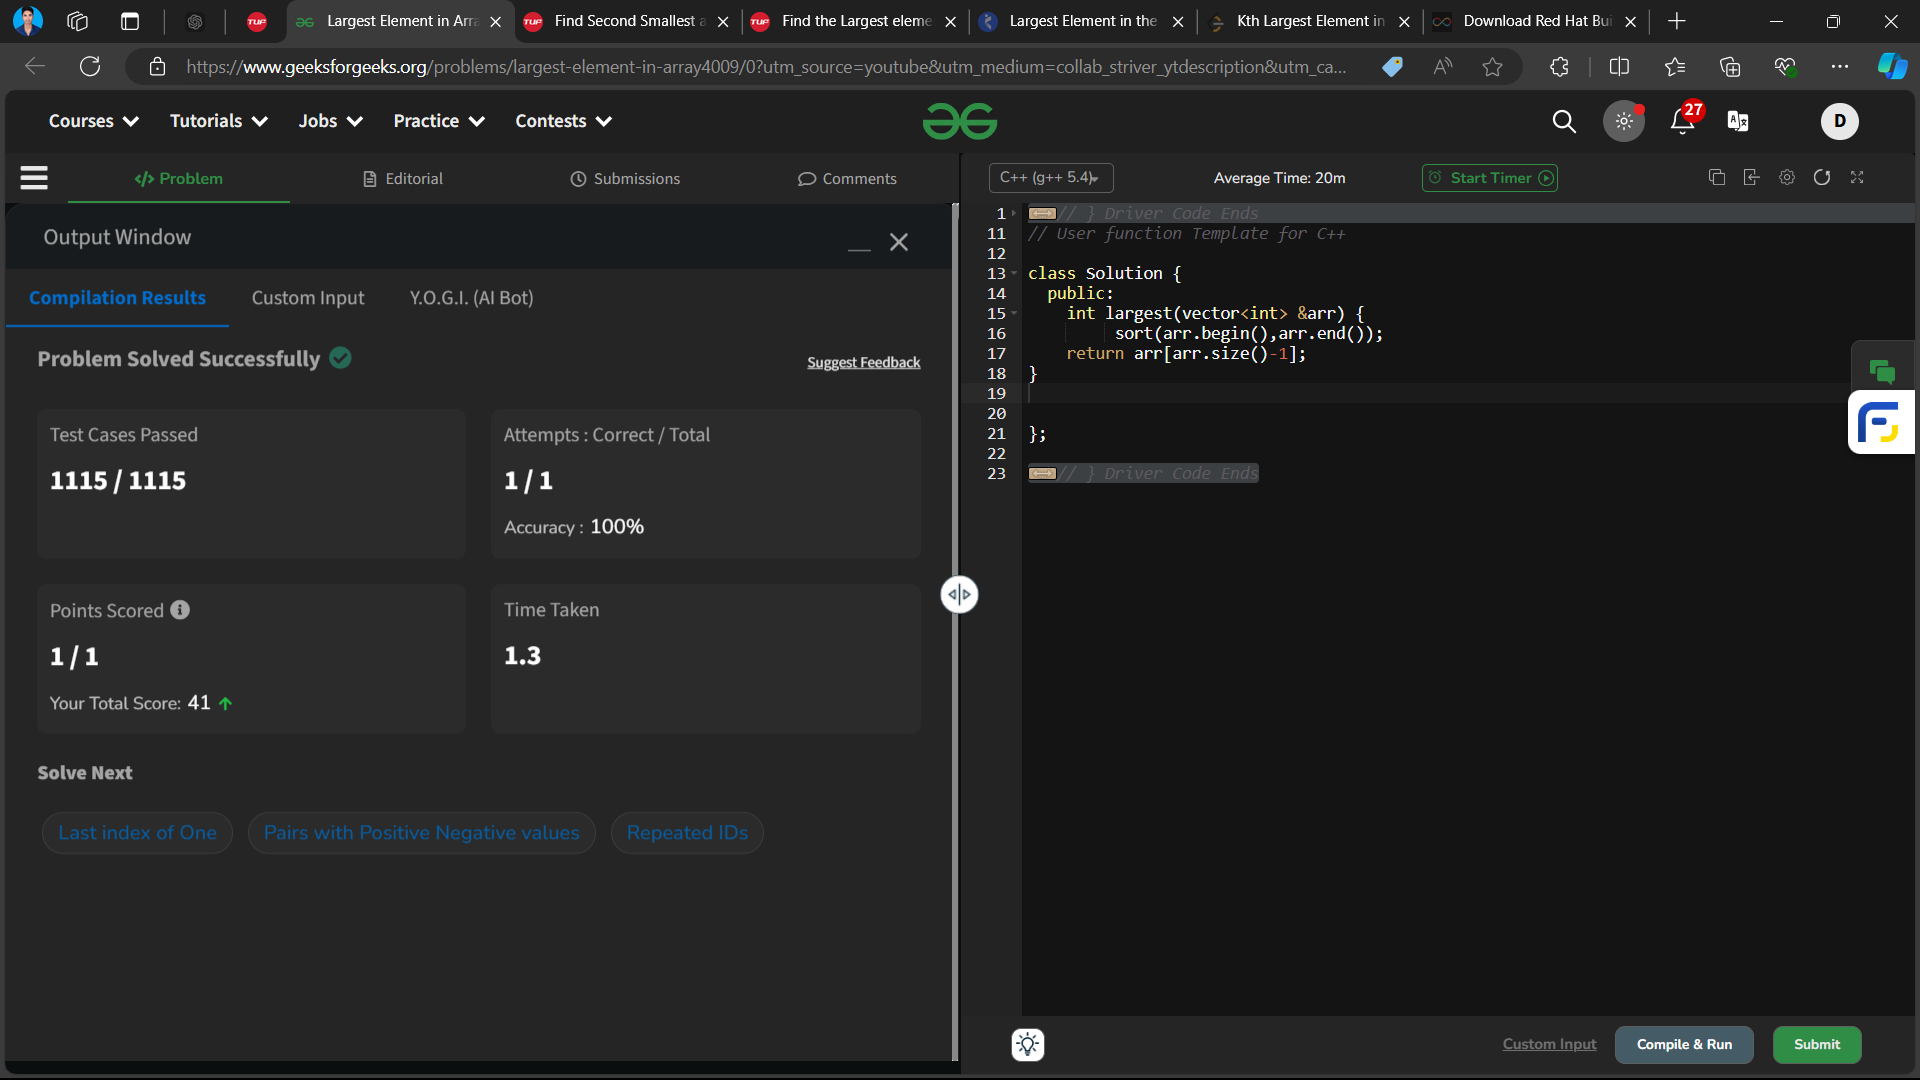 Largest Element in Arra
Find Second Smallest a
Find the Largest eleme
Largest Element in the
Kth Largest Element in
Download Red Hat Bui
https://www.geeksforgeeks.org/problems/largest-element-in-array4009/0?utm_source=youtube&utm_medium=collab_striver_ytdescription&utm_ca...
Courses
Tutorials
Jobs
Practice
Contests
27
D
</> Problem
Editorial
Submissions
Comments
C++ (g++ 5.4)
Average Time: 20m
Start Timer
Output Window
Compilation Results
Custom Input
Y.O.G.I. (AI Bot)
Problem Solved Successfully
Suggest Feedback
Test Cases Passed
1115 / 1115
Attempts : Correct / Total
1 / 1
Accuracy : 100%
Points Scored
1 / 1
Your Total Score: 41
Time Taken
1.3
Solve Next
Last index of One
Pairs with Positive Negative values
Repeated IDs
1 // } Driver Code Ends
11 // User function Template for C++
12
13 class Solution {
14 public:
15 int largest(vector<int> &arr) {
16 sort(arr.begin(),arr.end());
17 return arr[arr.size()-1];
18 }
19
20
21 };
22
23 // } Driver Code Ends
Custom Input
Compile & Run
Submit